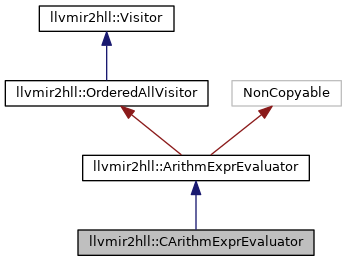 llvmir2hll::Visitor
llvmir2hll::OrderedAllVisitor
NonCopyable
llvmir2hll::ArithmExprEvaluator
llvmir2hll::CArithmExprEvaluator